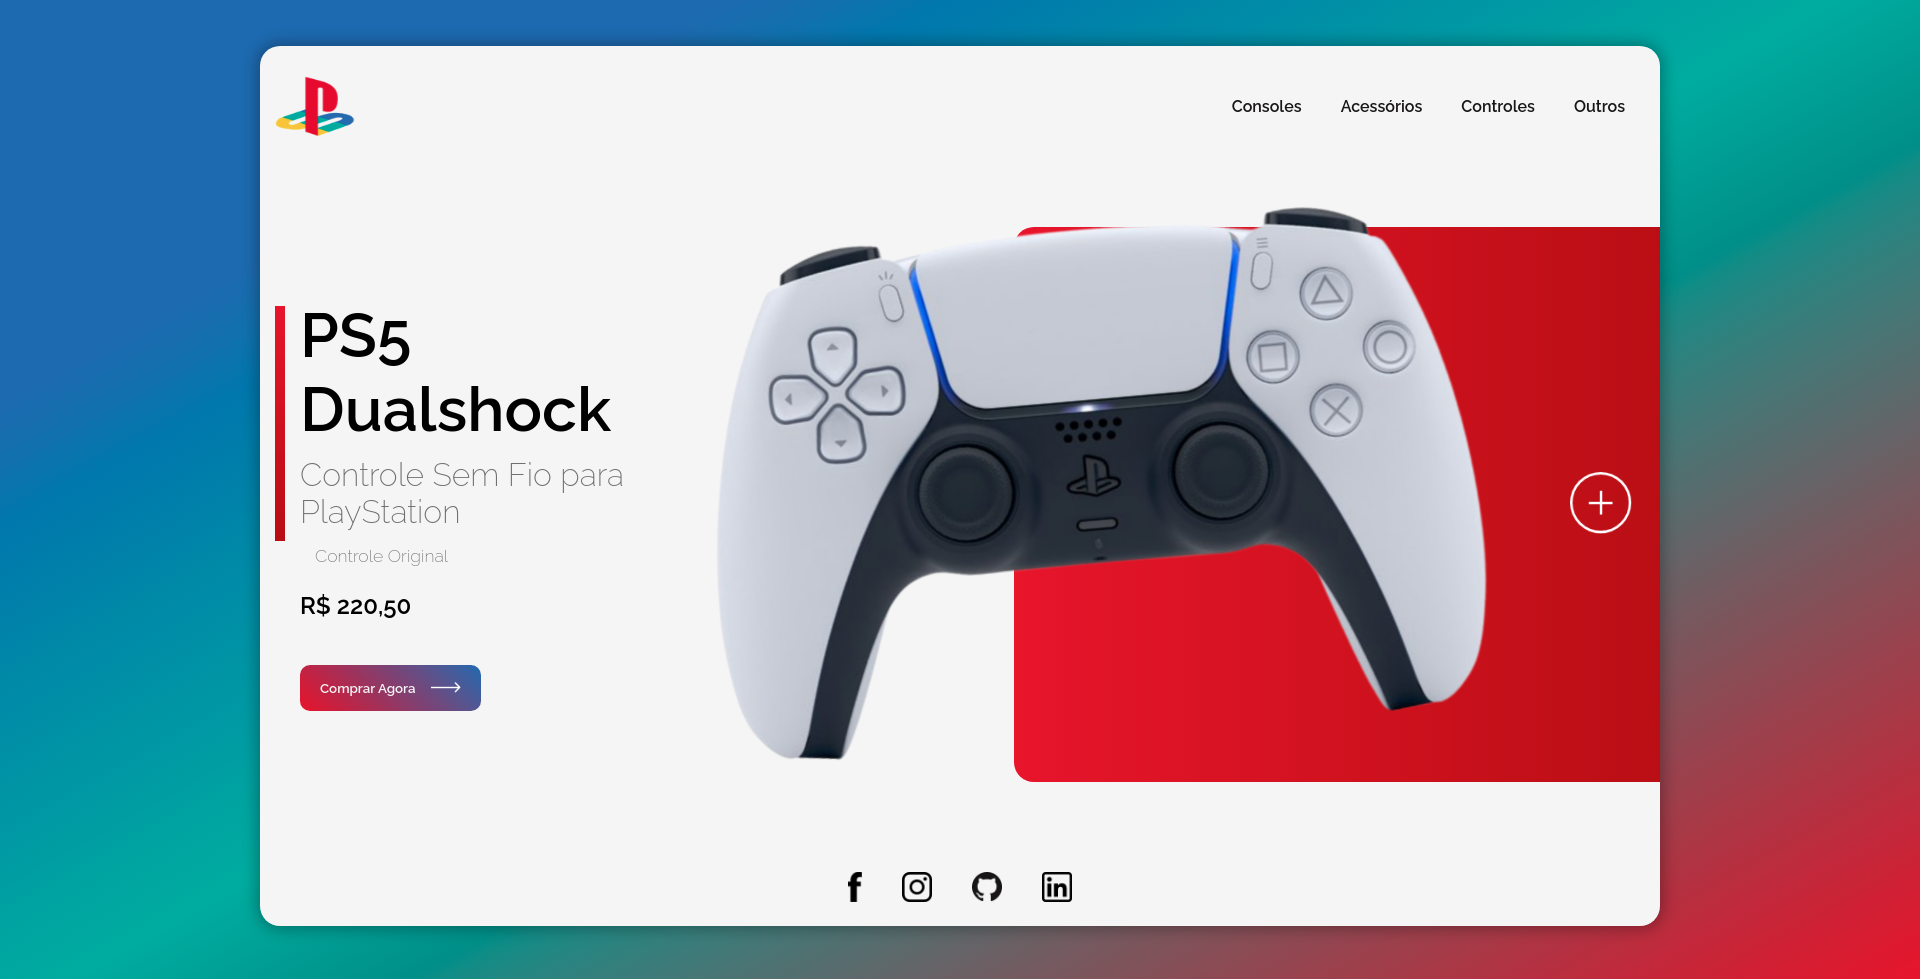 Consoles Acessórios Controles Outros
PS5
Dualshock
Controle Sem Fio para
PlayStation
Controle Original
R$ 220,50
Comprar Agora